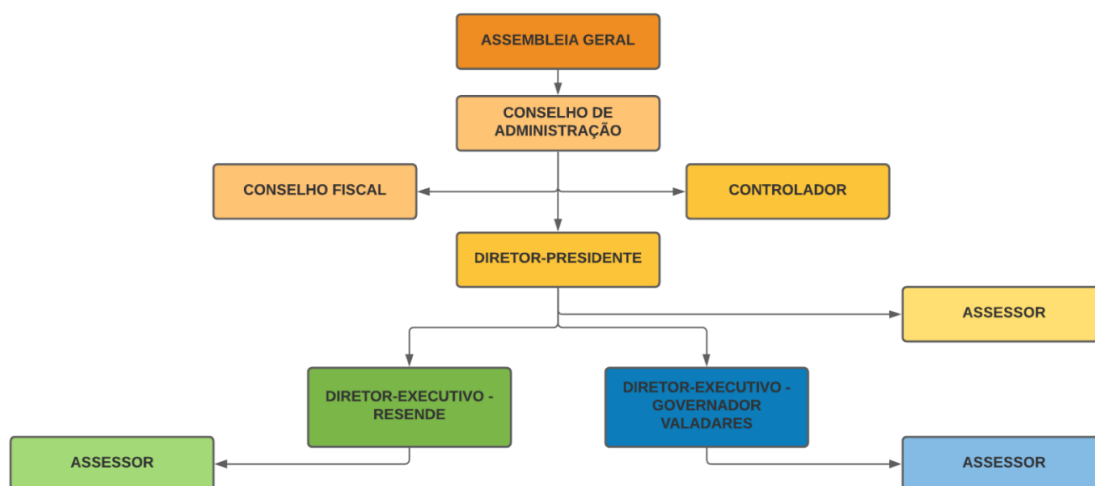 ASSEMBLEIA GERAL
CONSELHO DE
ADMINISTRAÇÃO
CONSELHO FISCAL
CONTROLADOR
DIRETOR-PRESIDENTE
ASSESSOR
DIRETOR-EXECUTIVO -
RESENDE
DIRETOR-EXECUTIVO -
GOVERNADOR
VALADARES
ASSESSOR
ASSESSOR